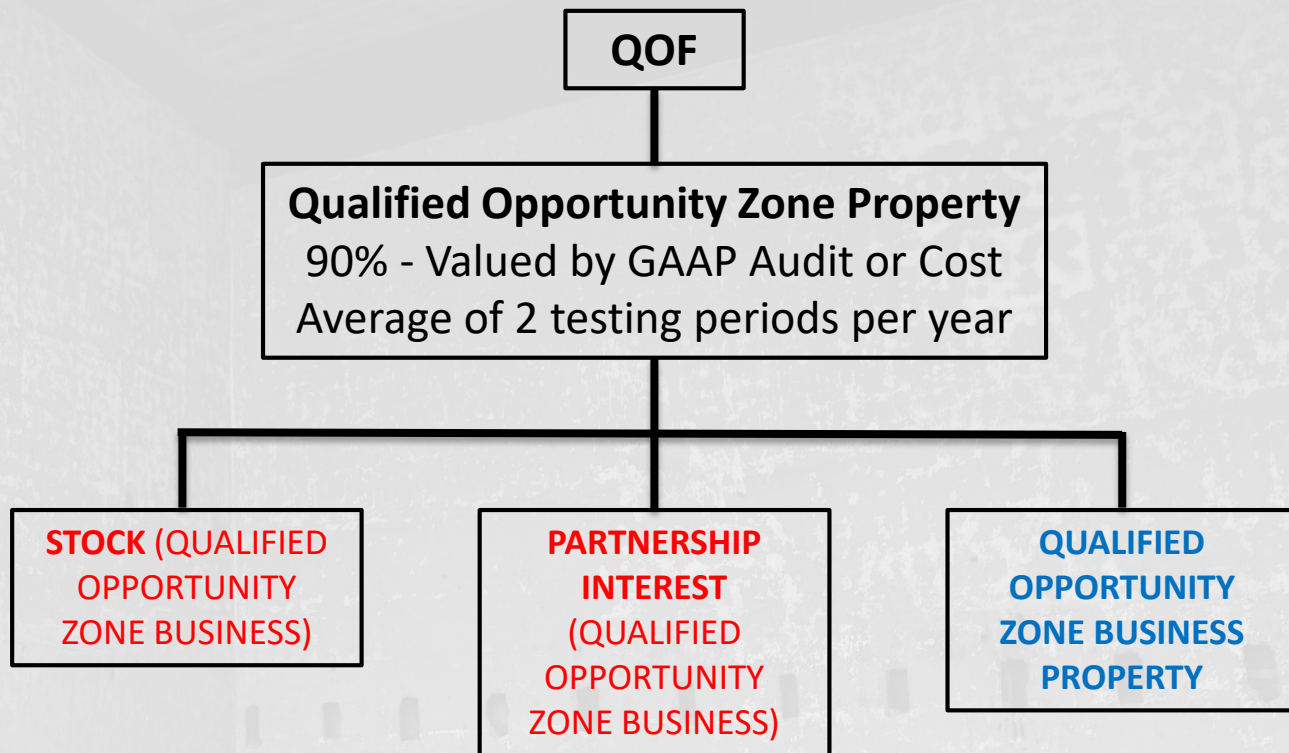 QOF
Qualified Opportunity Zone Property
90% - Valued by GAAP Audit or Cost
Average of 2 testing periods per year
STOCK (QUALIFIED
OPPORTUNITY
ZONE BUSINESS)
PARTNERSHIP
INTEREST
(QUALIFIED
OPPORTUNITY
ZONE BUSINESS)
QUALIFIED
OPPORTUNITY
ZONE BUSINESS
PROPERTY